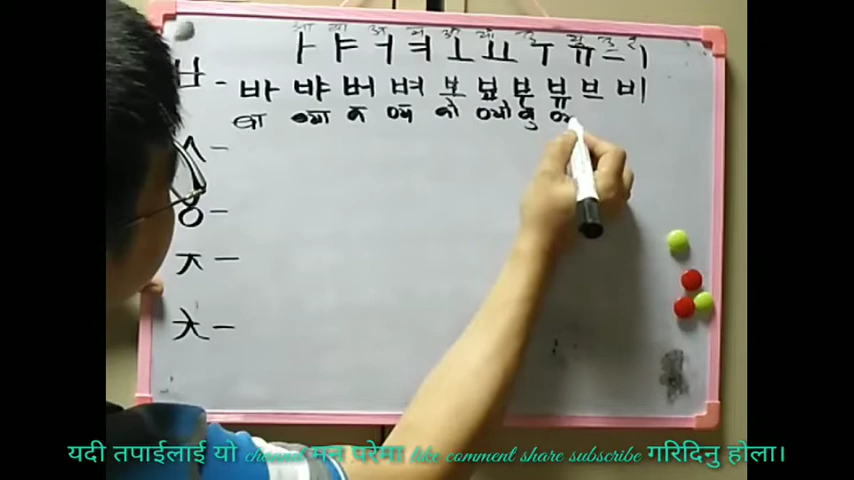 ㅏ ㅑ ㅓ ㅕ ㅗ ㅛ ㅜ ㅠ ㅡ ㅣ
ㅂ - 바 뱌 버 벼 보 뵤 부 뷰 브 비
बा ब्या ब ब्य बो ब्यो बु
ㅅ -
ㅇ -
ㅈ -
ㅊ -
यदी तपाईलाई यो channel मन परेमा like comment share subscribe गरिदिनु होला।